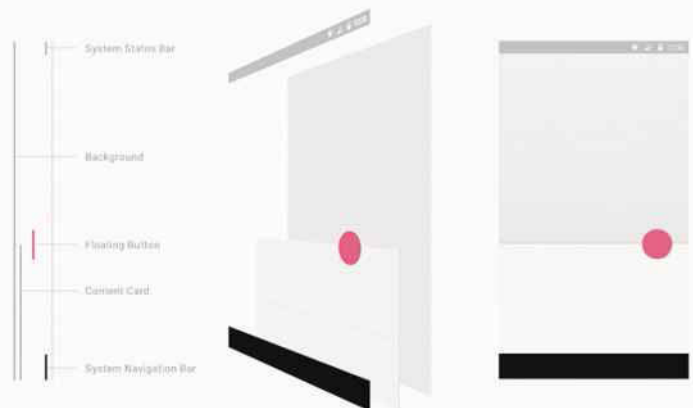 System Status Bar
Background
Floating Button
Content Card
System Navigation Bar